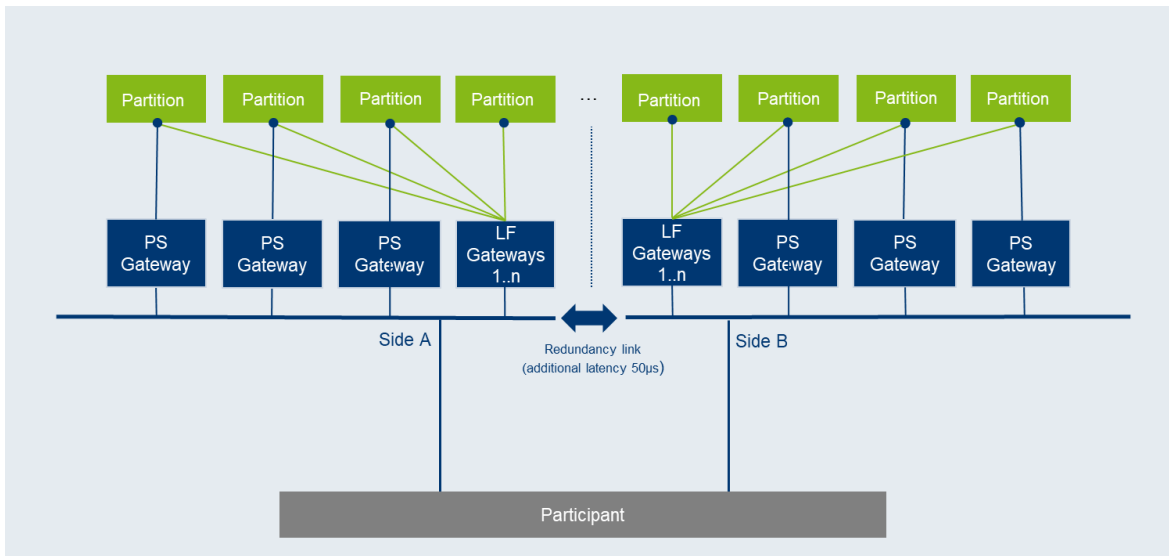 Partition
Partition
Partition
Partition
...
Partition
Partition
Partition
Partition
PS
Gateway
PS
Gateway
PS
Gateway
LF
Gateways
1..n
LF
Gateways
1..n
PS
Gateway
PS
Gateway
PS
Gateway
Side A
Redundancy link
(additional latency 50µs)
Side B
Participant